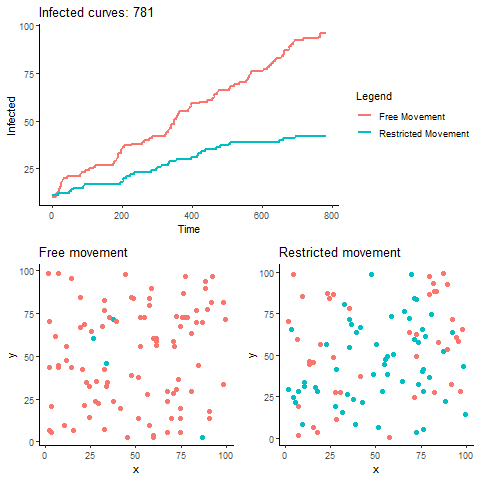 Infected curves: 781
100
75
50
25
Infected
0
200
400
600
800
Time
Legend
Free Movement
Restricted Movement
Free movement
100
75
50
25
0
y
0
25
50
75
100
x
Restricted movement
100
75
50
25
0
y
0
25
50
75
100
x